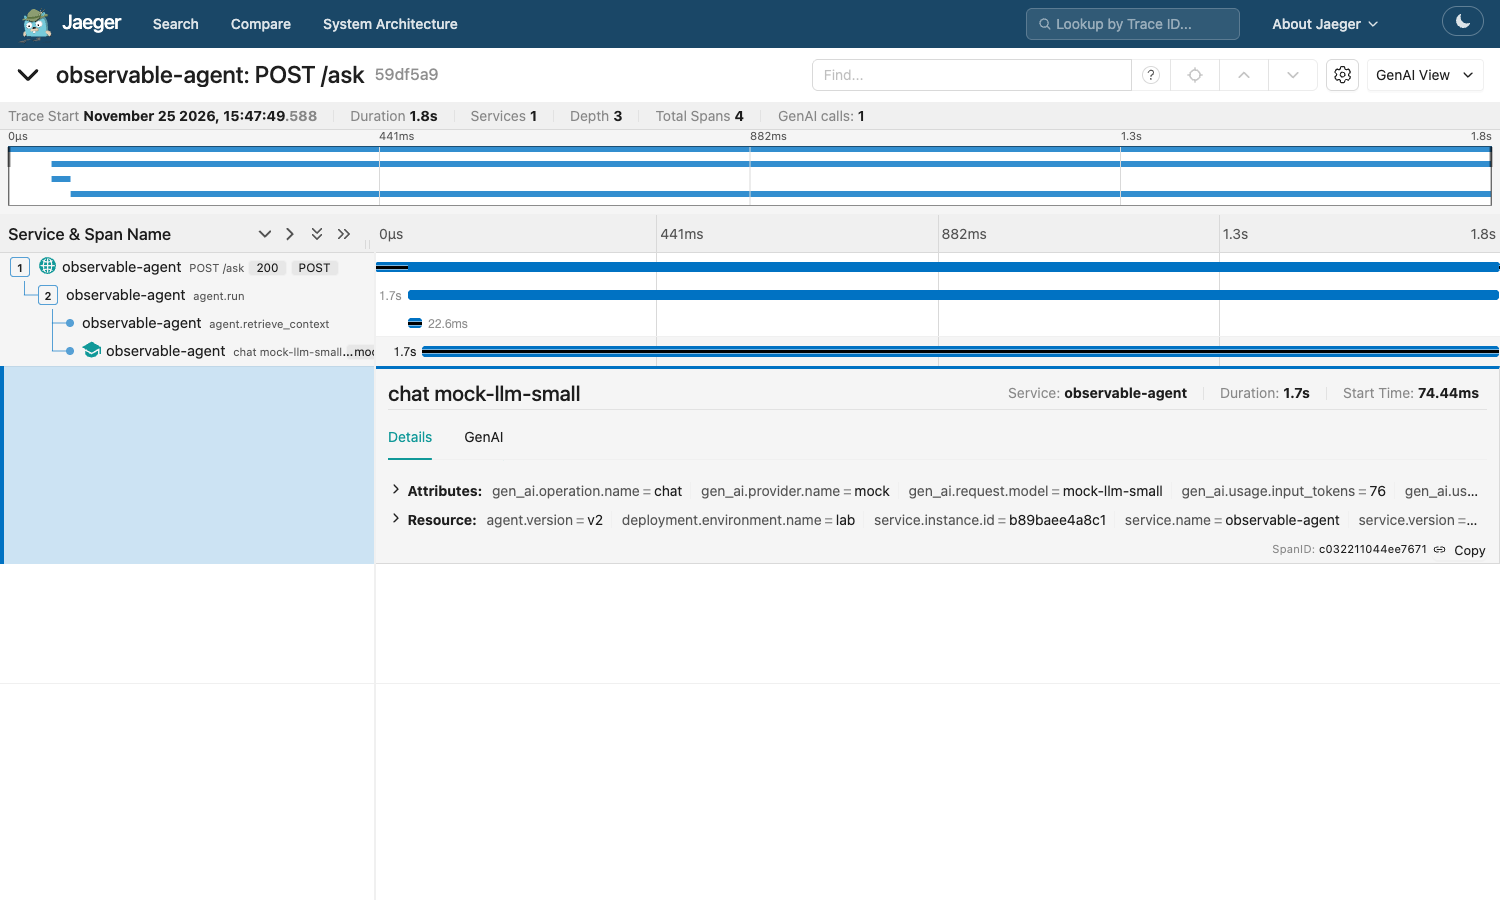 Jaeger Search Compare System Architecture Lookup by Trace ID... About Jaeger
observable-agent: POST /ask 59df5a9 Find... ? GenAI View
Trace Start November 25 2026, 15:47:49.588 Duration 1.8s Services 1 Depth 3 Total Spans 4 GenAI calls: 1
0μs 441ms 882ms 1.3s 1.8s
Service & Span Name 0μs 441ms 882ms 1.3s 1.8s
1 observable-agent POST /ask 200 POST
2 observable-agent agent.run 1.7s
observable-agent agent.retrieve_context 22.6ms
observable-agent chat mock-llm-small... moc 1.7s
chat mock-llm-small Service: observable-agent Duration: 1.7s Start Time: 74.44ms
Details GenAI
Attributes: gen_ai.operation.name = chat gen_ai.provider.name = mock gen_ai.request.model = mock-llm-small gen_ai.usage.input_tokens = 76 gen_ai.us...
Resource: agent.version = v2 deployment.environment.name = lab service.instance.id = b89baee4a8c1 service.name = observable-agent service.version =...
SpanID: c032211044ee7671 Copy